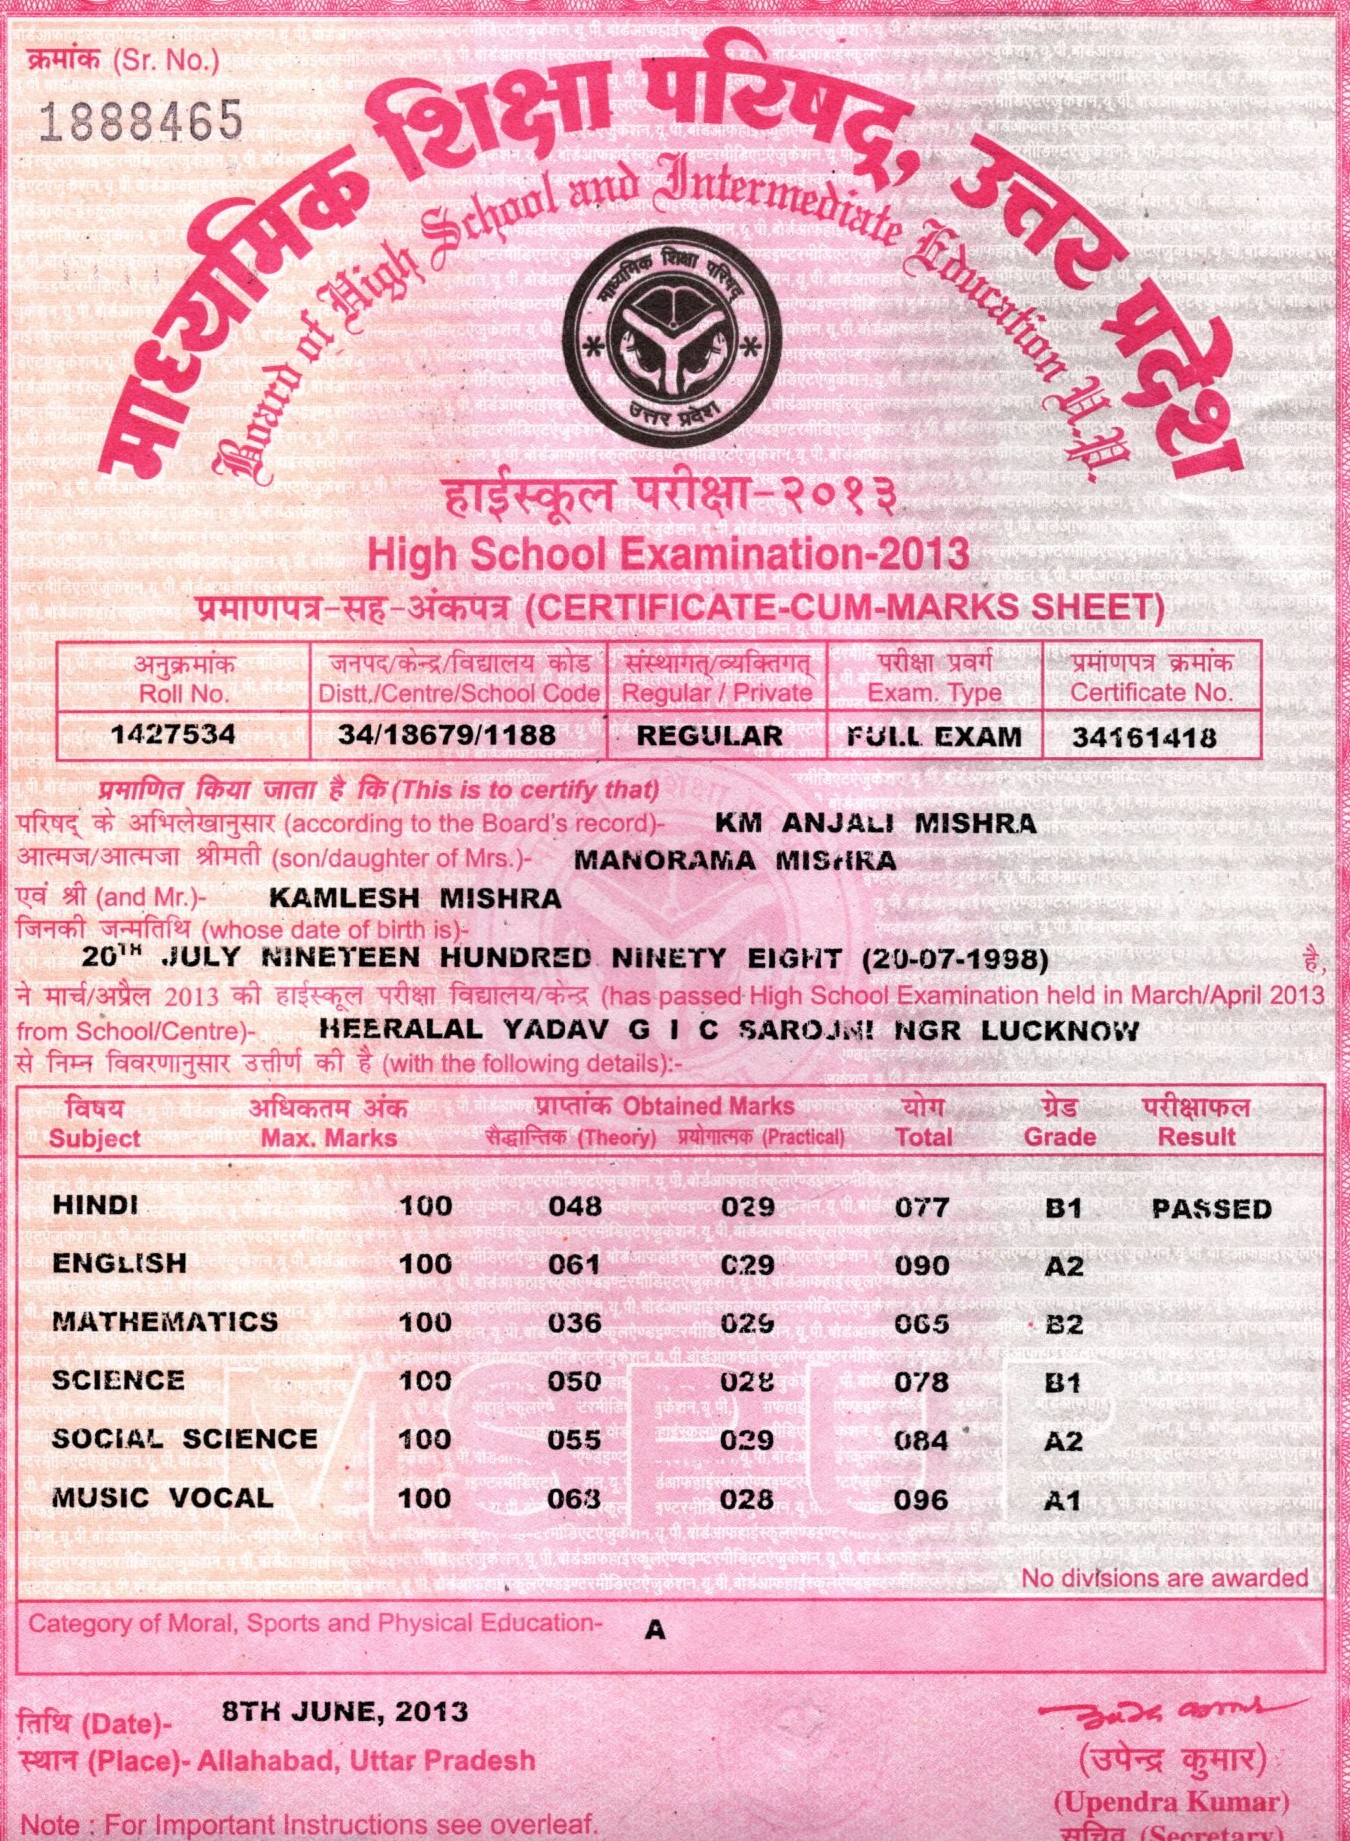 क्रमांक (Sr. No.)
1888465
माध्यमिक शिक्षा परिषद्, उत्तर प्रदेश
Board of High School and Intermediate Education U.P.
माध्यमिक शिक्षा परिषद्
उत्तर प्रदेश
हाईस्कूल परीक्षा-२०१३
High School Examination-2013
प्रमाणपत्र-सह-अंकपत्र (CERTIFICATE-CUM-MARKS SHEET)
अनुक्रमांक जनपद/केन्द्र/विद्यालय कोड संस्थागत्/व्यक्तिगत् परीक्षा प्रवर्ग प्रमाणपत्र क्रमांक
Roll No. Distt./Centre/School Code Regular / Private Exam. Type Certificate No.
1427534 34/18679/1188 REGULAR FULL EXAM 34161418
प्रमाणित किया जाता है कि (This is to certify that)
परिषद् के अभिलेखानुसार (according to the Board's record)- KM ANJALI MISHRA
आत्मज/आत्मजा श्रीमती (son/daughter of Mrs.)- MANORAMA MISHRA
एवं श्री (and Mr.)- KAMLESH MISHRA
जिनकी जन्मतिथि (whose date of birth is)-
20TH JULY NINETEEN HUNDRED NINETY EIGHT (20-07-1998) है,
ने मार्च/अप्रैल 2013 की हाईस्कूल परीक्षा विद्यालय/केन्द्र (has passed High School Examination held in March/April 2013
from School/Centre)- HEERALAL YADAV G I C SAROJNI NGR LUCKNOW
से निम्न विवरणानुसार उत्तीर्ण की है (with the following details):-
विषय अधिकतम अंक प्राप्तांक Obtained Marks योग ग्रेड परीक्षाफल
Subject Max. Marks सैद्धान्तिक (Theory) प्रयोगात्मक (Practical) Total Grade Result
HINDI 100 048 029 077 B1 PASSED
ENGLISH 100 061 029 090 A2
MATHEMATICS 100 036 029 065 B2
SCIENCE 100 050 028 078 B1
SOCIAL SCIENCE 100 055 029 084 A2
MUSIC VOCAL 100 068 028 096 A1
MSPUP
No divisions are awarded
Category of Moral, Sports and Physical Education- A
तिथि (Date)- 8TH JUNE, 2013
स्थान (Place)- Allahabad, Uttar Pradesh
(उपेन्द्र कुमार)
(Upendra Kumar)
सचिव (Secretary)
Note : For Important Instructions see overleaf.